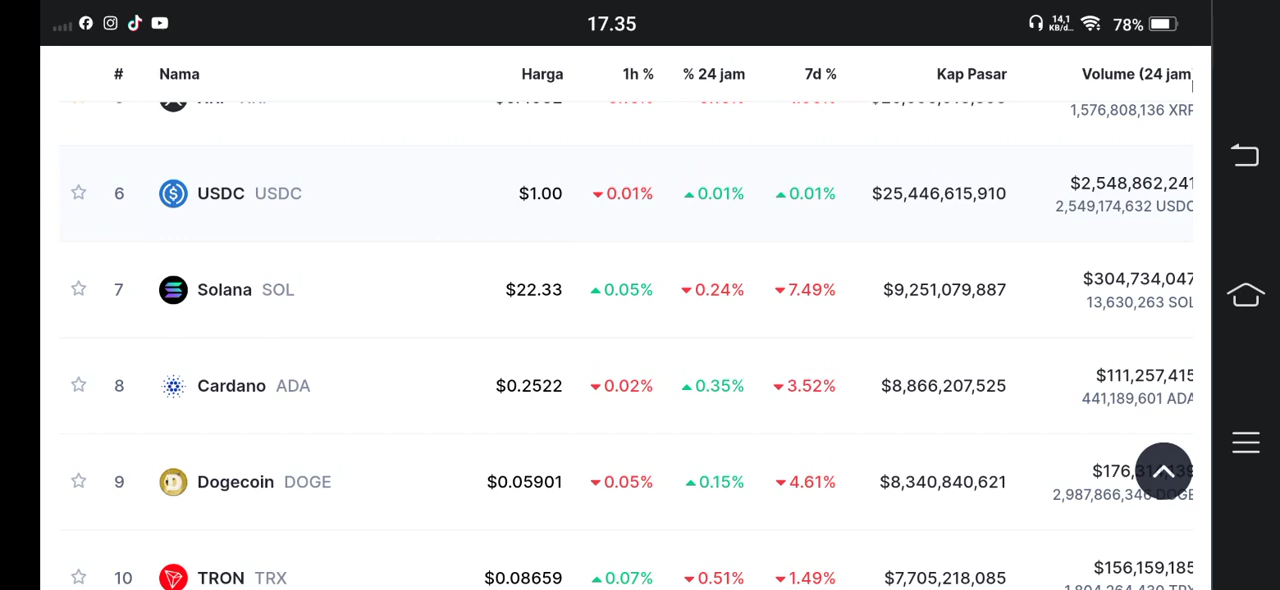 17.35 14,1 KB/d... 78%
# Nama Harga 1h % % 24 jam 7d % Kap Pasar Volume (24 jam
1,576,808,136 XRP
6 USDC USDC $1.00 0.01% 0.01% 0.01% $25,446,615,910 $2,548,862,241
2,549,174,632 USDC
7 Solana SOL $22.33 0.05% 0.24% 7.49% $9,251,079,887 $304,734,047
13,630,263 SOL
8 Cardano ADA $0.2522 0.02% 0.35% 3.52% $8,866,207,525 $111,257,415
441,189,601 ADA
9 Dogecoin DOGE $0.05901 0.05% 0.15% 4.61% $8,340,840,621
2,987,866,346 DOGE
10 TRON TRX $0.08659 0.07% 0.51% 1.49% $7,705,218,085 $156,159,185